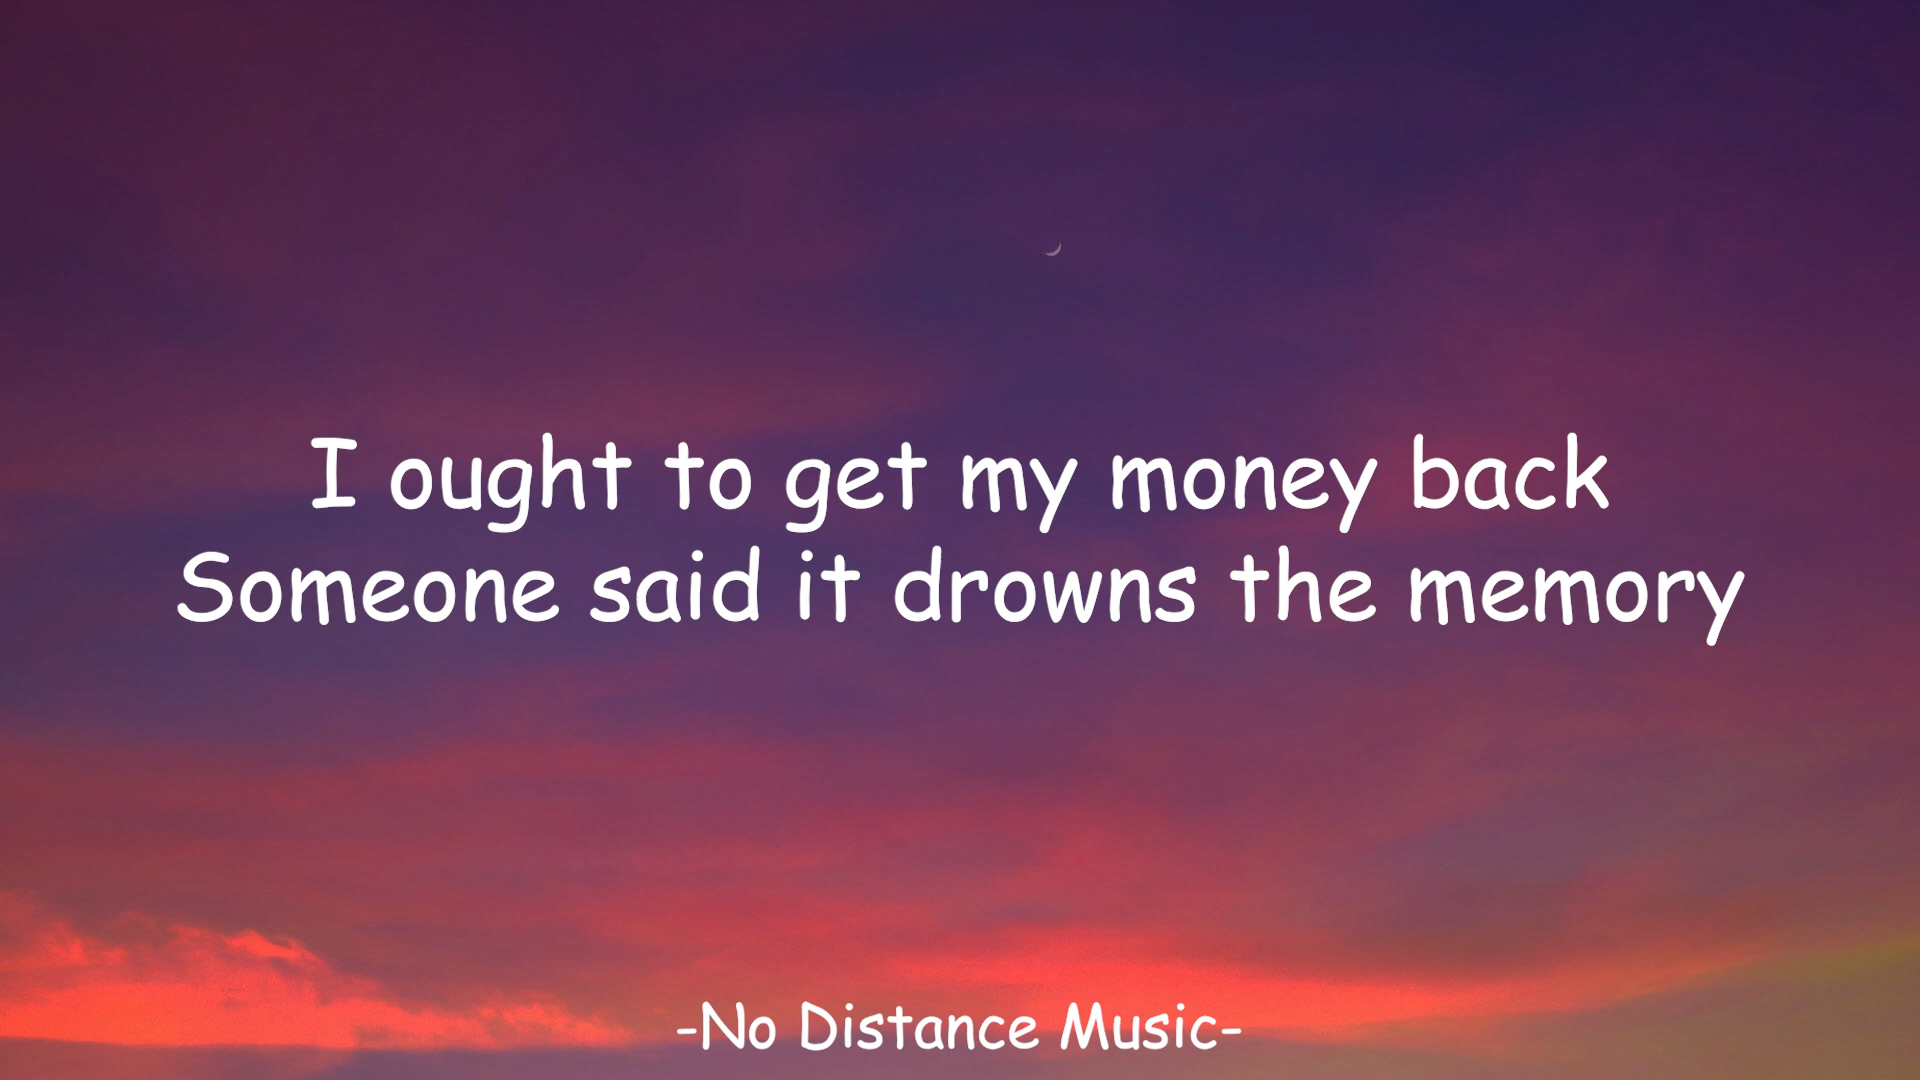 I ought to get my money back
Someone said it drowns the memory
-No Distance Music-